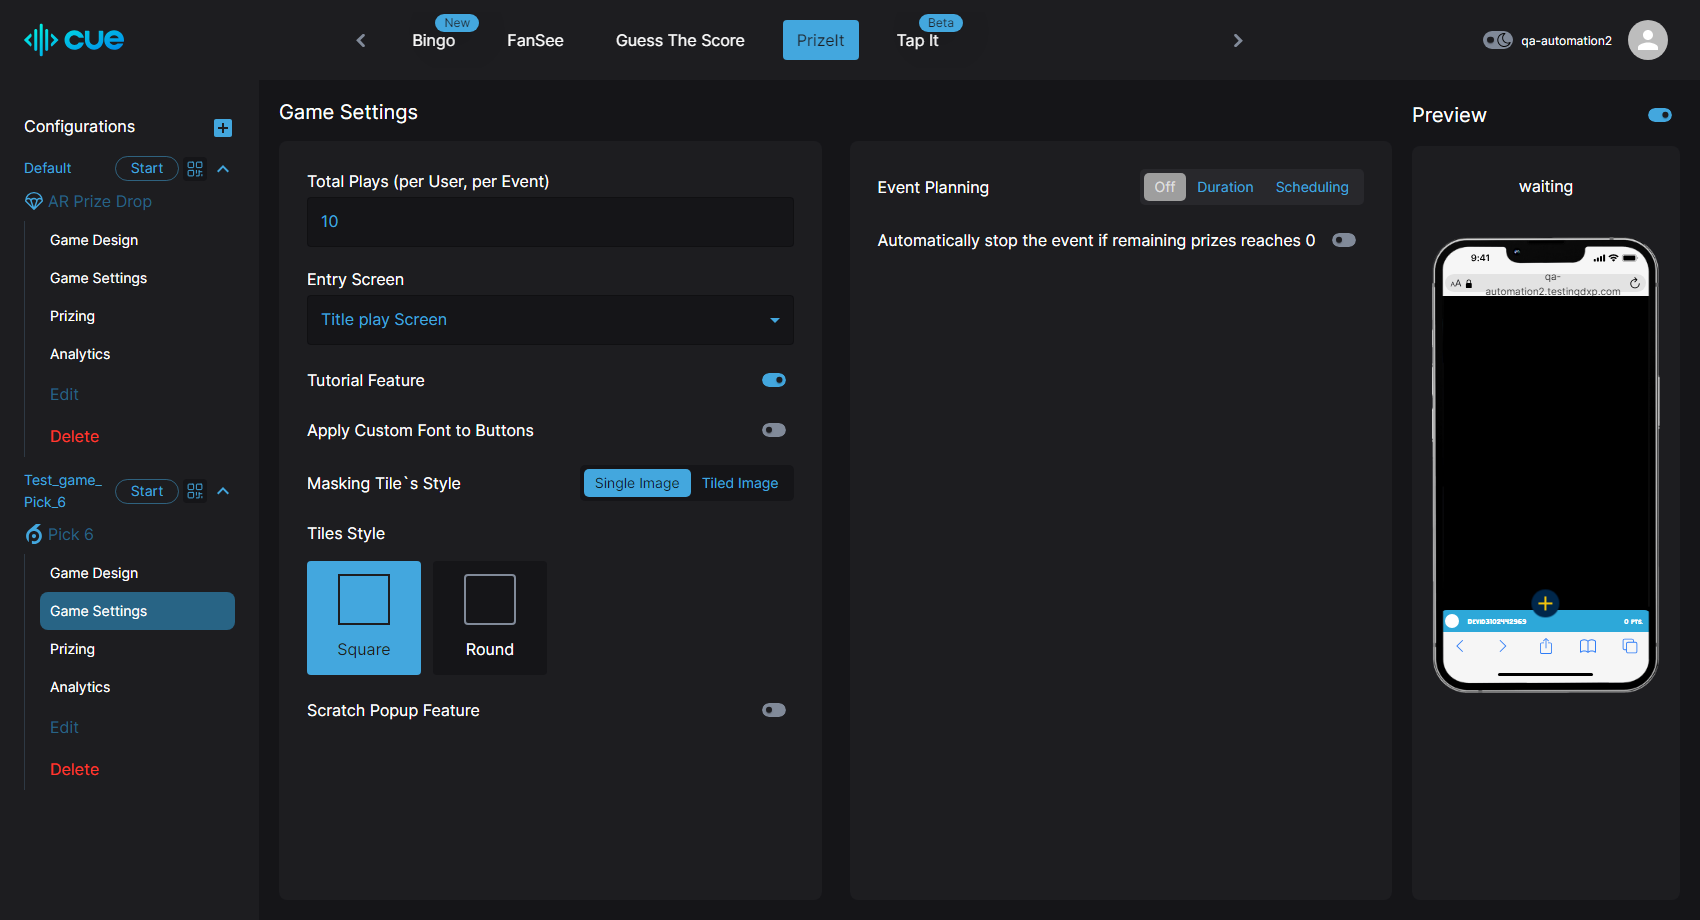 cue
New
Bingo
FanSee
Guess The Score
PrizeIt
Beta
Tap It
qa-automation2
Configurations
Default
Start
AR Prize Drop
Game Design
Game Settings
Prizing
Analytics
Edit
Delete
Test_game_
Pick_6
Start
Pick 6
Game Design
Game Settings
Prizing
Analytics
Edit
Delete
Game Settings
Total Plays (per User, per Event)
10
Entry Screen
Title play Screen
Tutorial Feature
Apply Custom Font to Buttons
Masking Tile`s Style
Single Image
Tiled Image
Tiles Style
Square
Round
Scratch Popup Feature
Event Planning
Off
Duration
Scheduling
Automatically stop the event if remaining prizes reaches 0
Preview
waiting
9:41
AA
qa-
automation2.testingdxp.com
0 PTS.